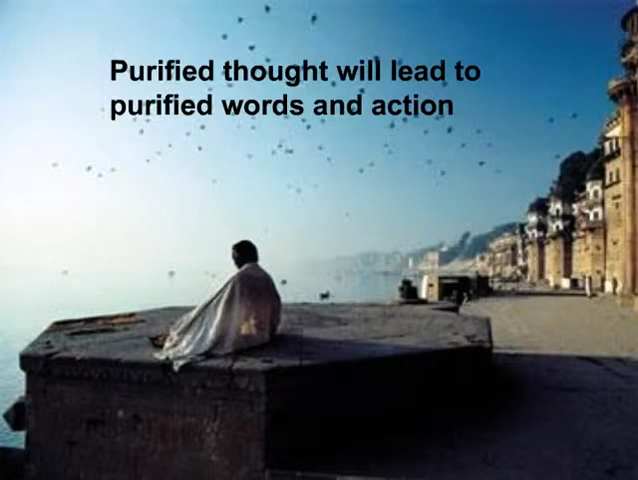 Purified thought will lead to
purified words and action